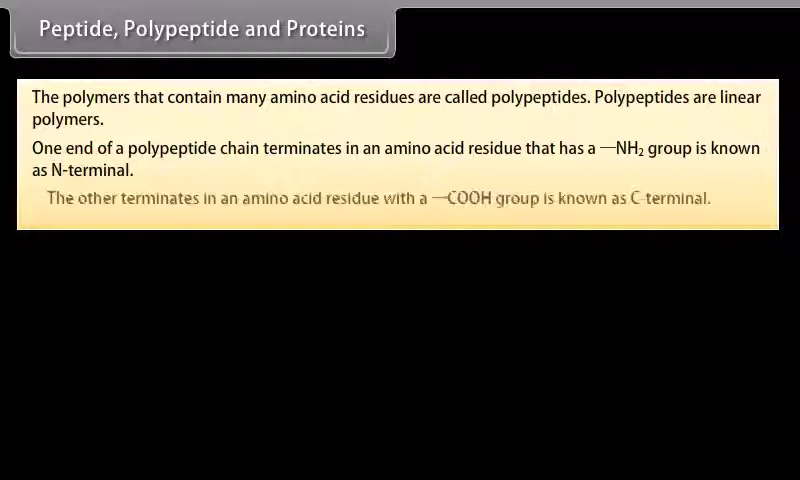 Peptide, Polypeptide and Proteins
The polymers that contain many amino acid residues are called polypeptides. Polypeptides are linear
polymers.
One end of a polypeptide chain terminates in an amino acid residue that has a —NH₂ group is known
as N-terminal.
The other terminates in an amino acid residue with a —COOH group is known as C-terminal.